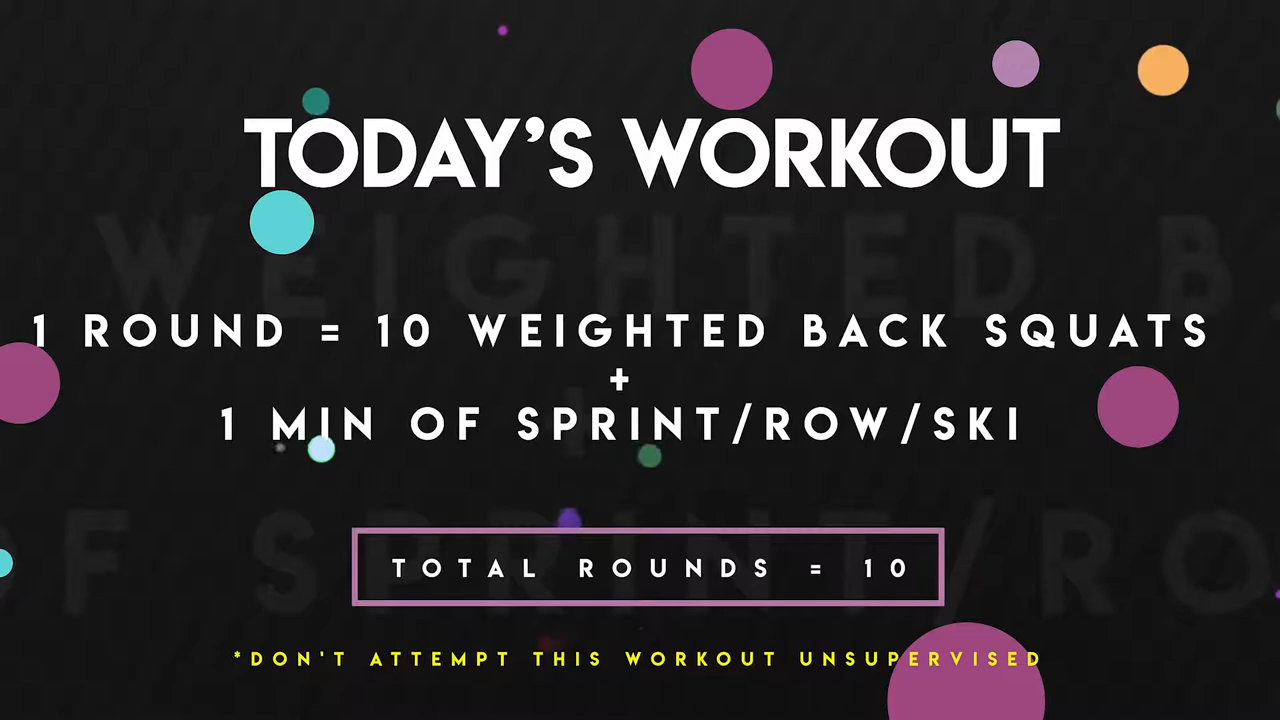 TODAY'S WORKOUT
1 ROUND = 10 WEIGHTED BACK SQUATS
+
1 MIN OF SPRINT/ROW/SKI
TOTAL ROUNDS = 10
*DON'T ATTEMPT THIS WORKOUT UNSUPERVISED